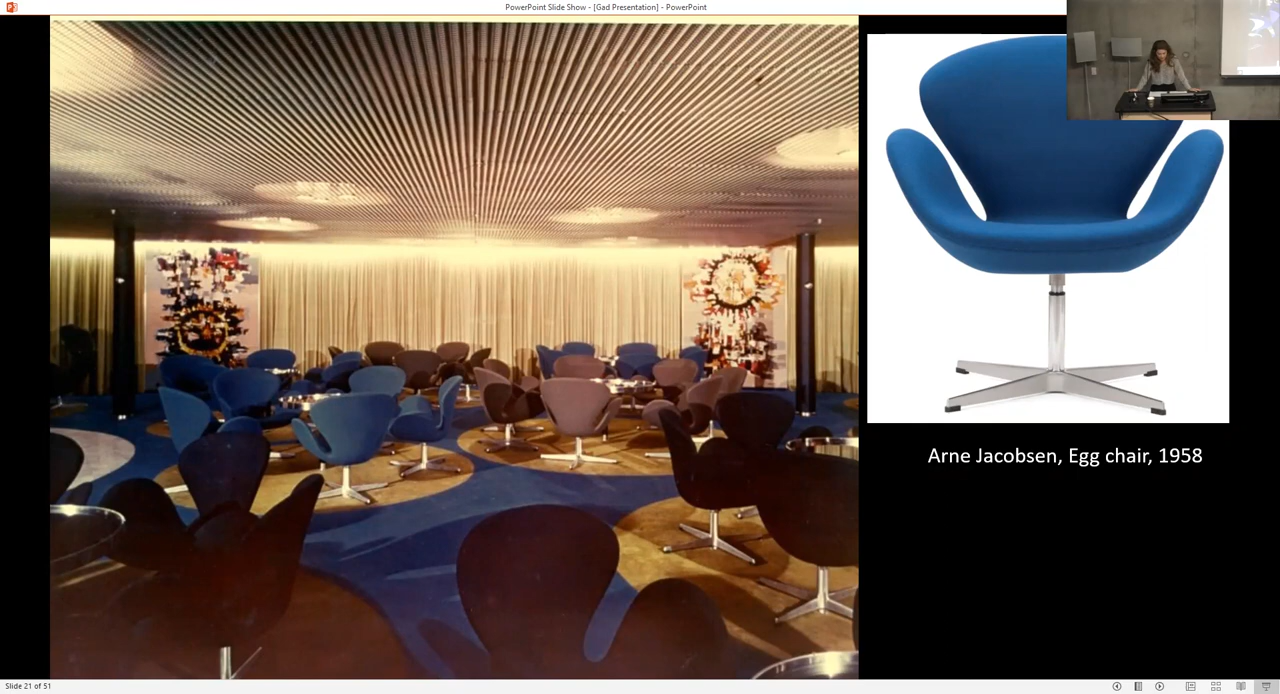 PowerPoint Slide Show - [Gad Presentation] - PowerPoint
Arne Jacobsen, Egg chair, 1958
Slide 21 of 51